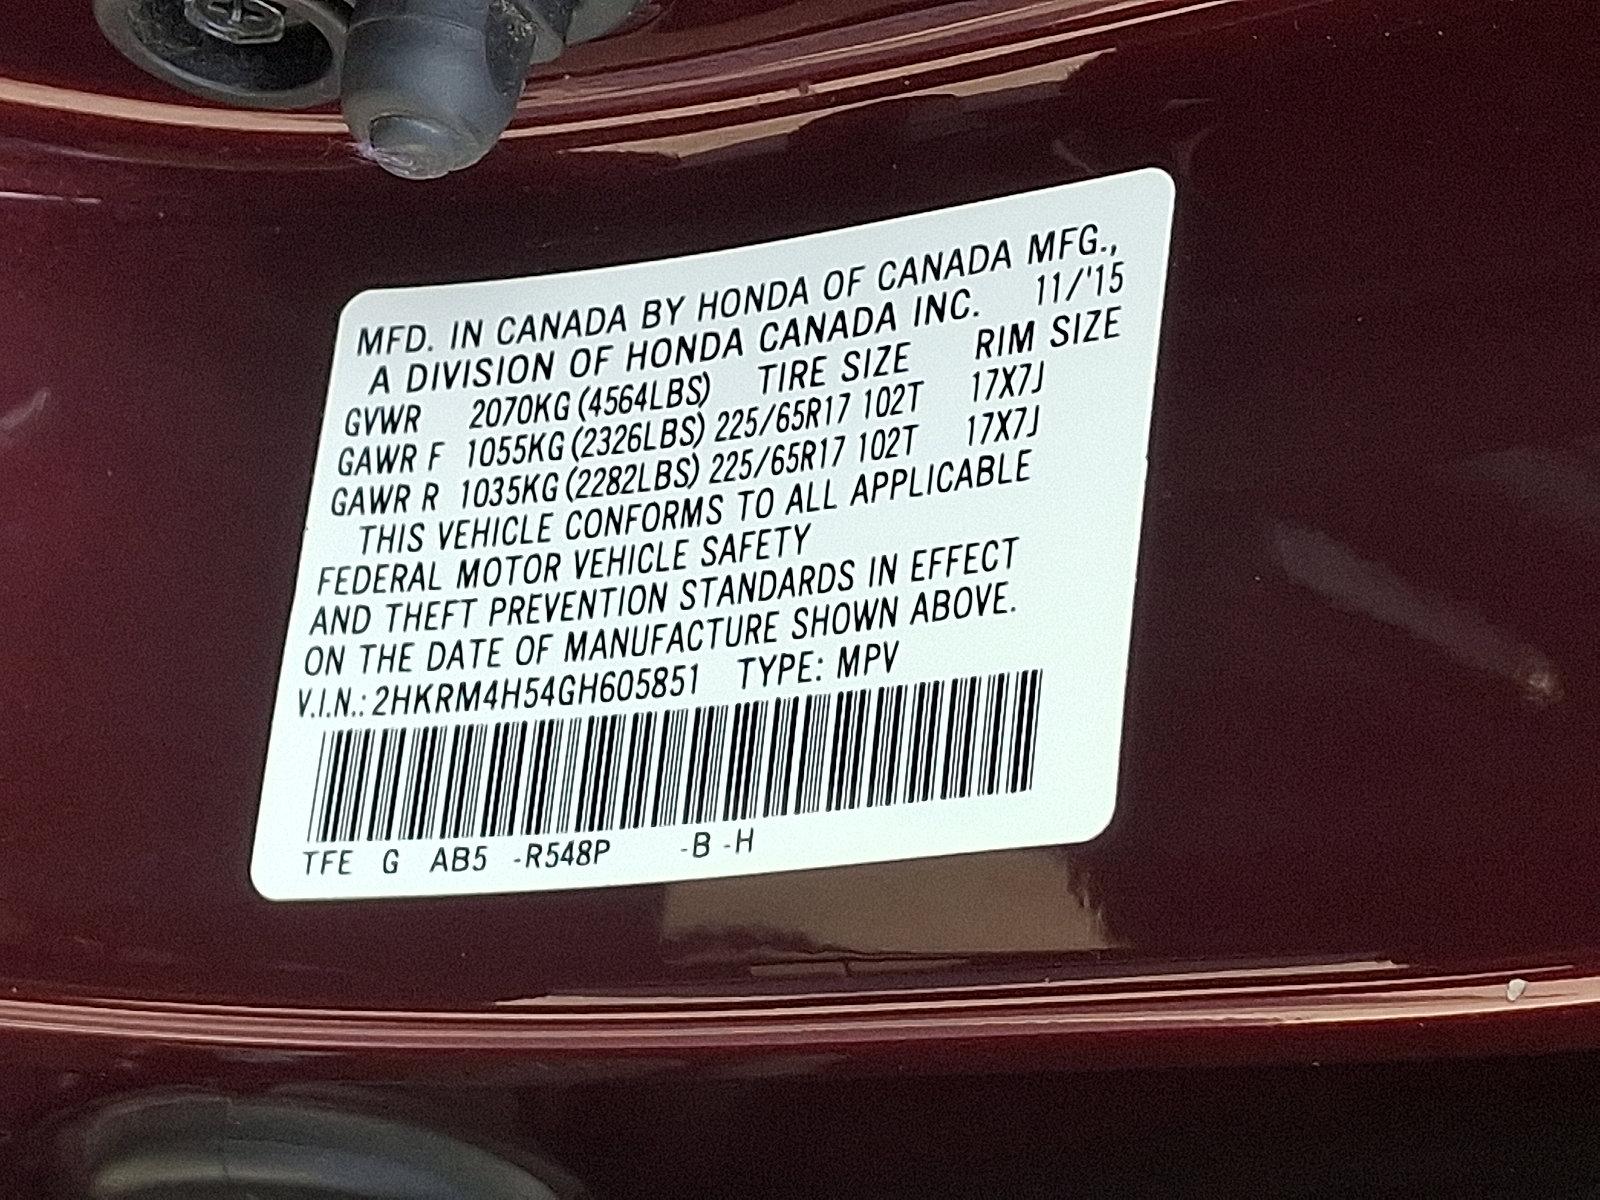 MFD. IN CANADA BY HONDA OF CANADA MFG.,
A DIVISION OF HONDA CANADA INC. 11/'15
GVWR 2070KG (4564LBS) TIRE SIZE RIM SIZE
GAWR F 1055KG (2326LBS) 225/65R17 102T 17X7J
GAWR R 1035KG (2282LBS) 225/65R17 102T 17X7J
THIS VEHICLE CONFORMS TO ALL APPLICABLE
FEDERAL MOTOR VEHICLE SAFETY
AND THEFT PREVENTION STANDARDS IN EFFECT
ON THE DATE OF MANUFACTURE SHOWN ABOVE.
V.I.N.: 2HKRM4H54GH605851 TYPE: MPV
TFE G AB5 -R548P -B -H